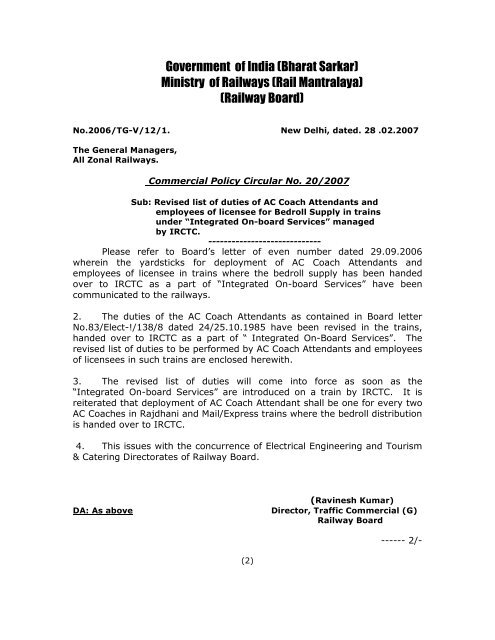 Government of India (Bharat Sarkar)
Ministry of Railways (Rail Mantralaya)
(Railway Board)
No.2006/TG-V/12/1. New Delhi, dated. 28 .02.2007
The General Managers,
All Zonal Railways.
Commercial Policy Circular No. 20/2007
Sub: Revised list of duties of AC Coach Attendants and
employees of licensee for Bedroll Supply in trains
under “Integrated On-board Services” managed
by IRCTC.
-----------------------------
Please refer to Board’s letter of even number dated 29.09.2006
wherein the yardsticks for deployment of AC Coach Attendants and
employees of licensee in trains where the bedroll supply has been handed
over to IRCTC as a part of “Integrated On-board Services” have been
communicated to the railways.
2. The duties of the AC Coach Attendants as contained in Board letter
No.83/Elect-!/138/8 dated 24/25.10.1985 have been revised in the trains,
handed over to IRCTC as a part of “ Integrated On-Board Services”. The
revised list of duties to be performed by AC Coach Attendants and employees
of licensees in such trains are enclosed herewith.
3. The revised list of duties will come into force as soon as the
“Integrated On-board Services” are introduced on a train by IRCTC. It is
reiterated that deployment of AC Coach Attendant shall be one for every two
AC Coaches in Rajdhani and Mail/Express trains where the bedroll distribution
is handed over to IRCTC.
4. This issues with the concurrence of Electrical Engineering and Tourism
& Catering Directorates of Railway Board.
(Ravinesh Kumar)
DA: As above Director, Traffic Commercial (G)
Railway Board
------ 2/-
(2)